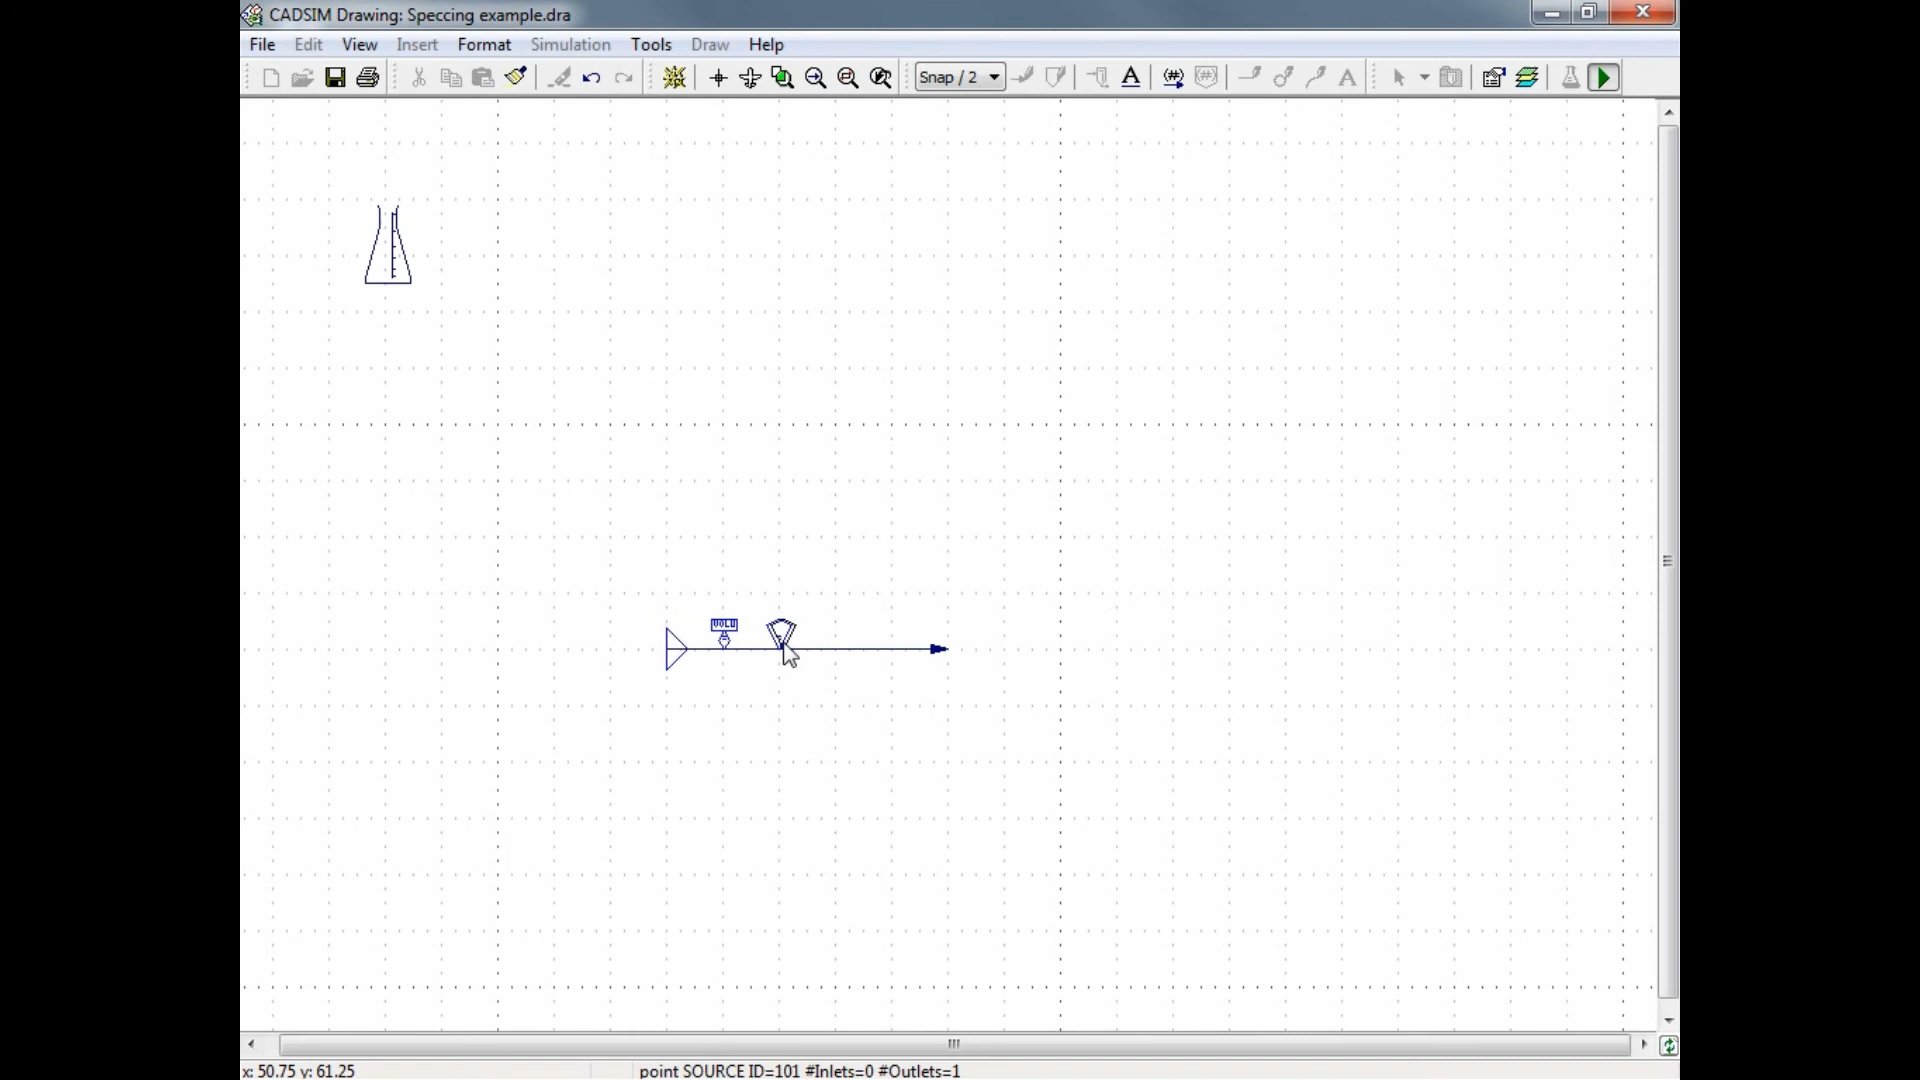 CADSIM Drawing: Speccing example.dra
File Edit View Insert Format Simulation Tools Draw Help
Snap / 2
x: 50.75 y: 61.25
point SOURCE ID=101 #Inlets=0 #Outlets=1